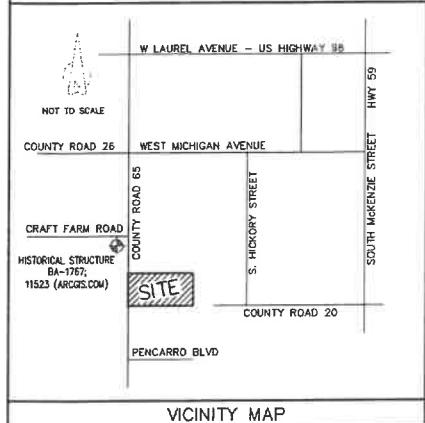 W LAUREL AVENUE - US HIGHWAY 98
NOT TO SCALE
HWY 59
COUNTY ROAD 26
WEST MICHIGAN AVENUE
COUNTY ROAD 65
S. HICKORY STREET
SOUTH McKENZIE STREET
CRAFT FARM ROAD
HISTORICAL STRUCTURE
BA-1767;
11523 (ARCGIS.COM)
SITE
COUNTY ROAD 20
PENCARRO BLVD
VICINITY MAP